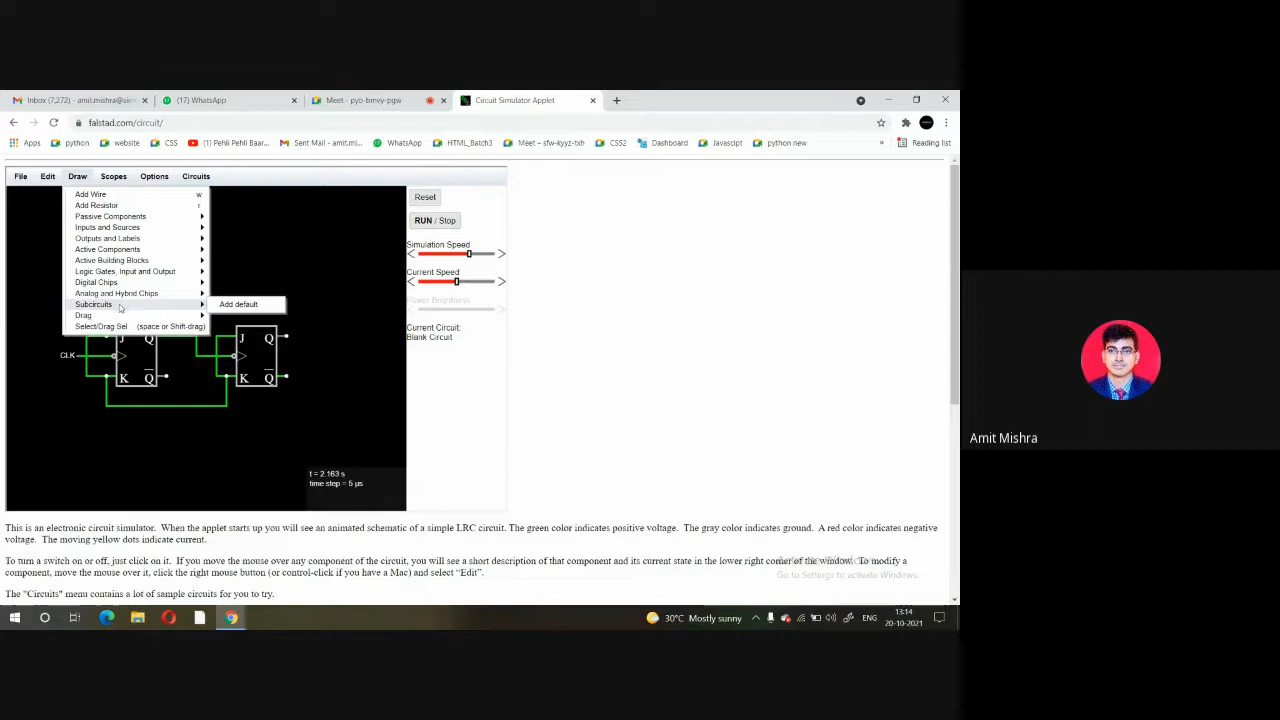 Inbox (7,272) - amit.mishra@sim
(17) WhatsApp
Meet - pyo-bmvy-pgw
Circuit Simulator Applet
falstad.com/circuit/
Apps
python
website
CSS
(1) Pehli Pehli Baar...
Sent Mail - amit.mi...
WhatsApp
HTML_Batch3
Meet – sfw-kyyz-txh
CSS2
Dashboard
Javascipt
python new
»
Reading list
File
Edit
Draw
Scopes
Options
Circuits
Add Wire w
Add Resistor r
Passive Components
Inputs and Sources
Outputs and Labels
Active Components
Active Building Blocks
Logic Gates, Input and Output
Digital Chips
Analog and Hybrid Chips
Subcircuits
Add default
Drag
Select/Drag Sel (space or Shift-drag)
Reset
RUN / Stop
Simulation Speed
Current Speed
Power Brightness
Current Circuit:
Blank Circuit
J Q
CLK
K Q
J Q
K Q
t = 2.163 s
time step = 5 µs
This is an electronic circuit simulator. When the applet starts up you will see an animated schematic of a simple LRC circuit. The green color indicates positive voltage. The gray color indicates ground. A red color indicates negative
voltage. The moving yellow dots indicate current.
To turn a switch on or off, just click on it. If you move the mouse over any component of the circuit, you will see a short description of that component and its current state in the lower right corner of the window. To modify a
component, move the mouse over it, click the right mouse button (or control-click if you have a Mac) and select “Edit”.
The "Circuits" menu contains a lot of sample circuits for you to try.
Activate Windows
Go to Settings to activate Windows.
30°C Mostly sunny
ENG
13:14
20-10-2021
Amit Mishra